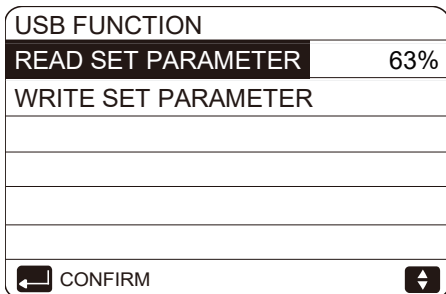 USB FUNCTION
READ SET PARAMETER 63%
WRITE SET PARAMETER
CONFIRM